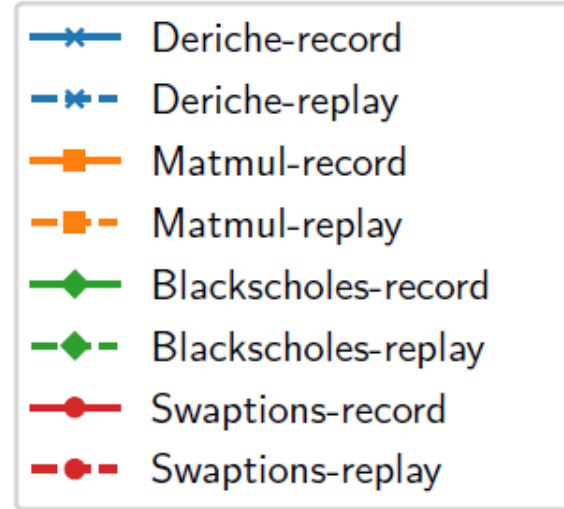 Deriche-record
Deriche-replay
Matmul-record
Matmul-replay
Blackscholes-record
Blackscholes-replay
Swaptions-record
Swaptions-replay